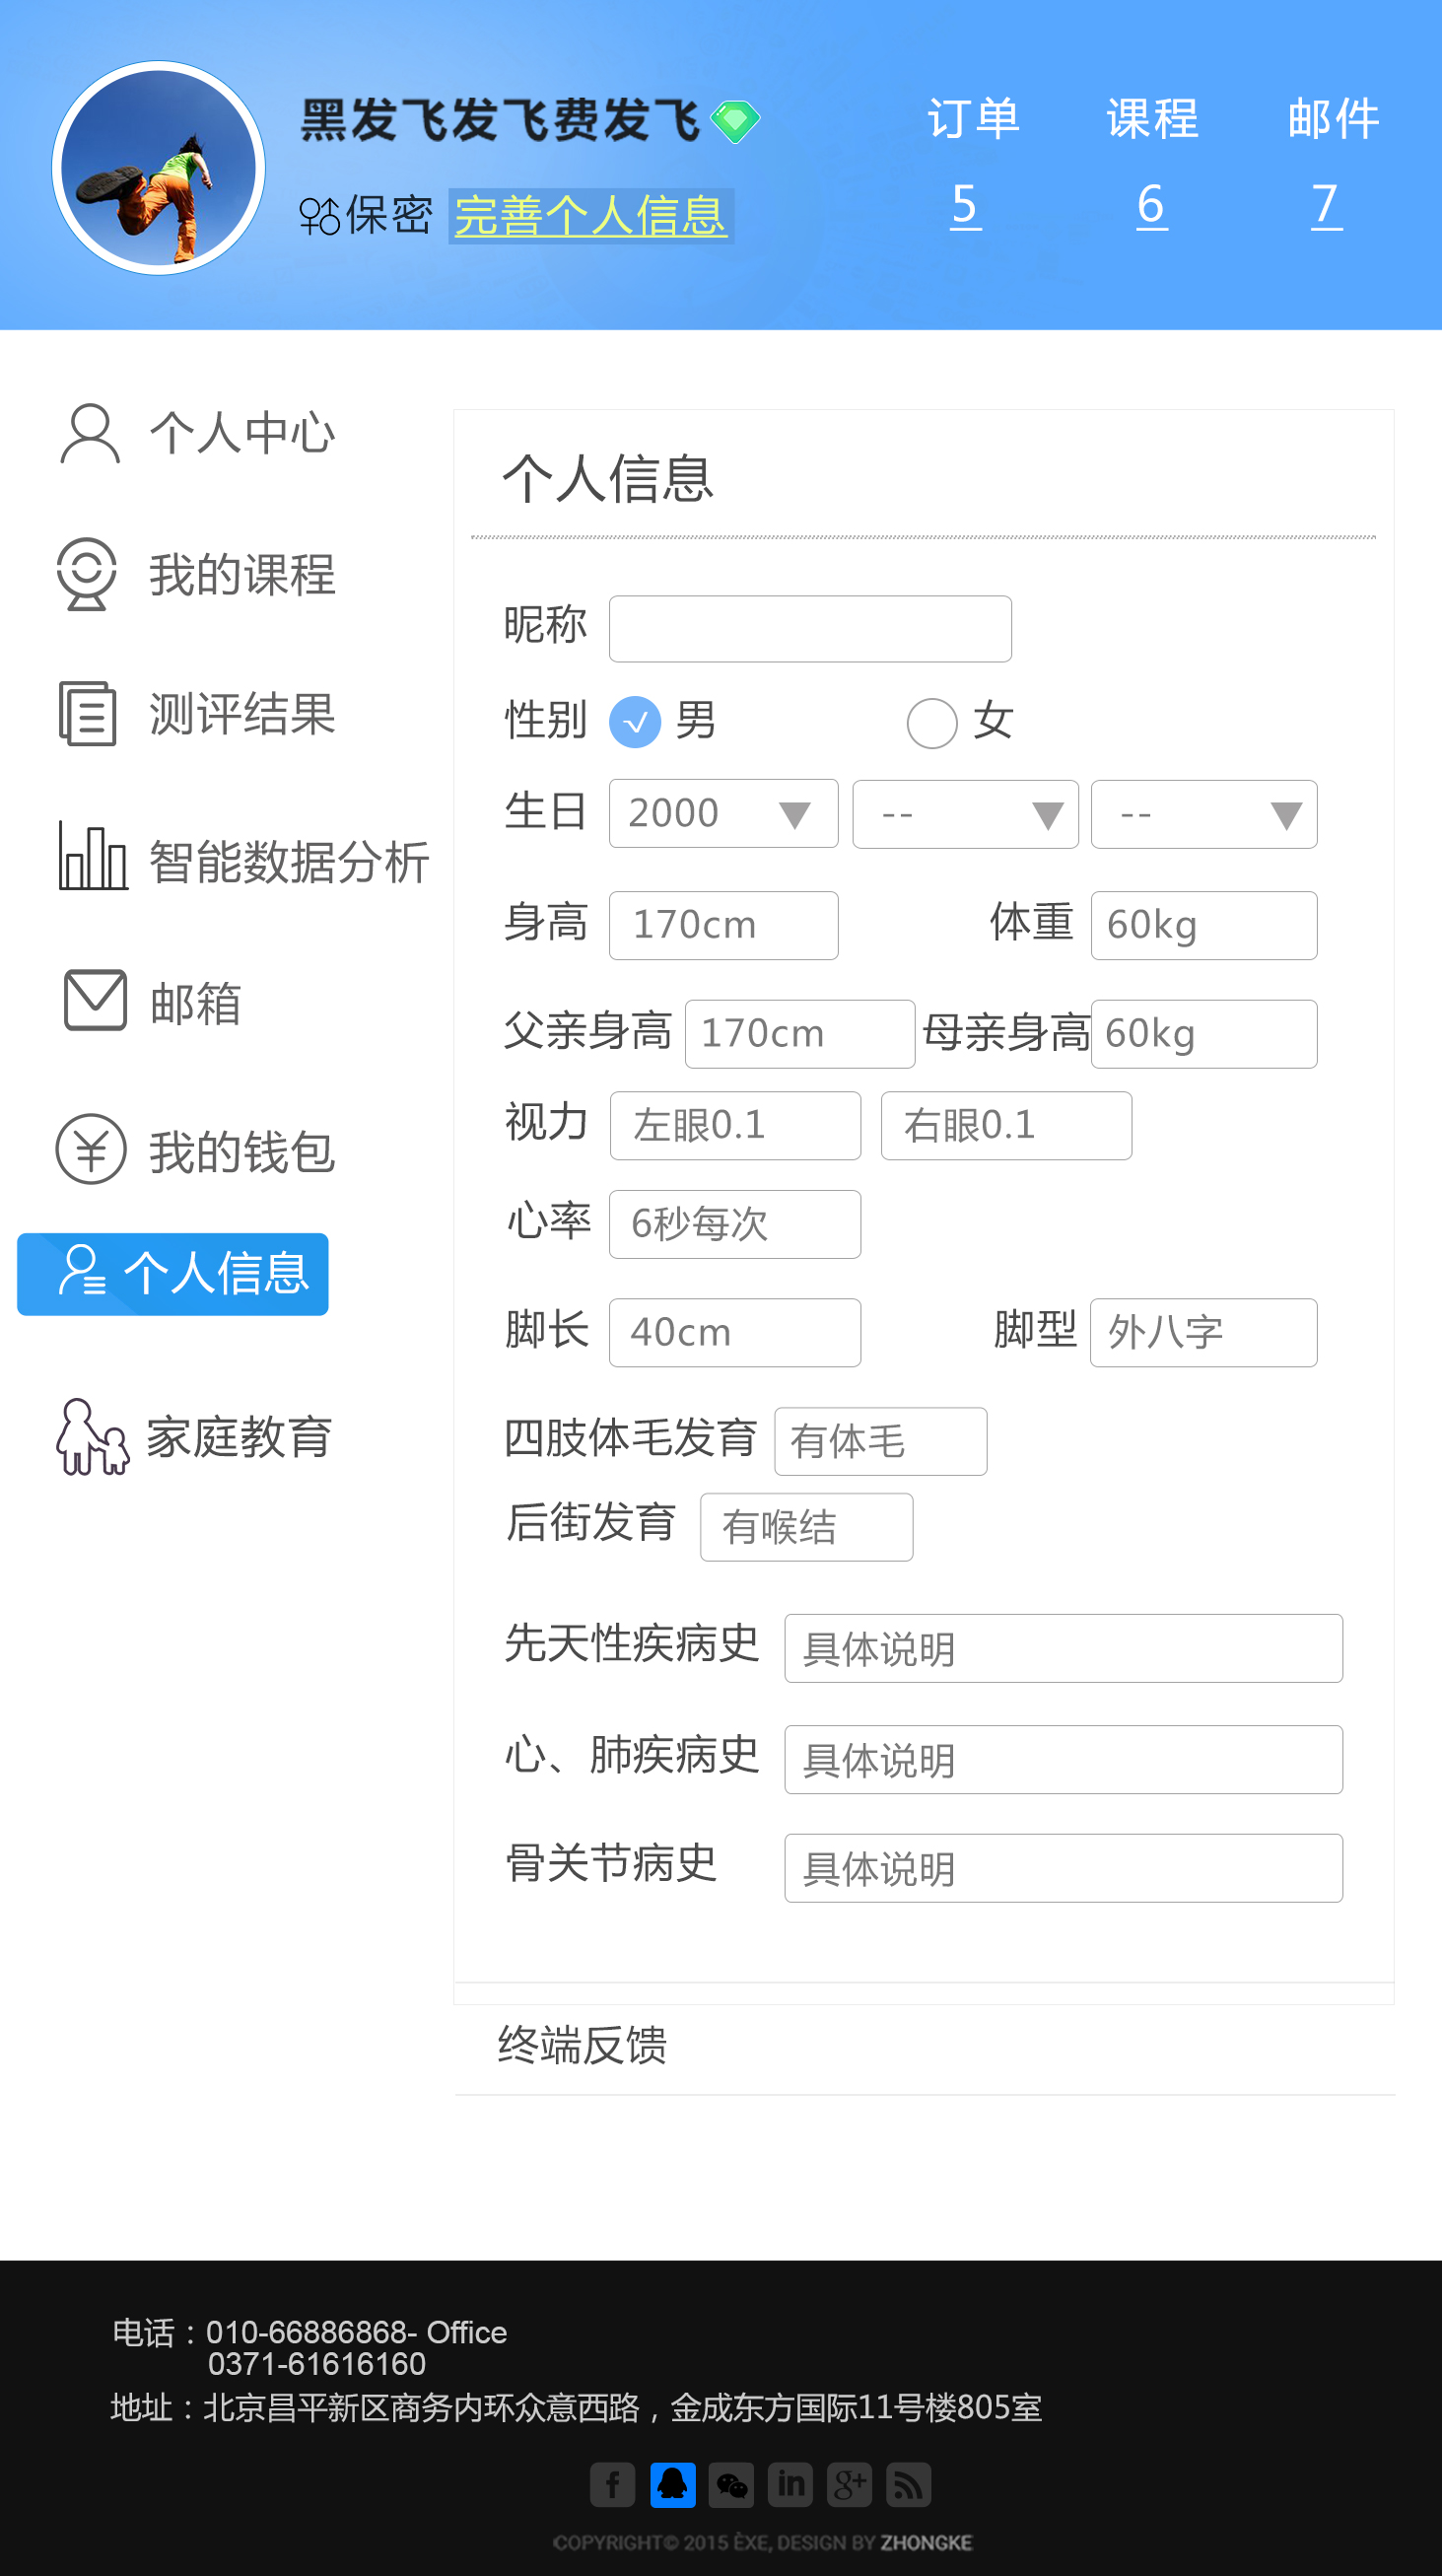 黑发飞发飞费发飞
订单 课程 邮件
保密 完善个人信息
5 6 7
个人中心
我的课程
测评结果
智能数据分析
邮箱
我的钱包
个人信息
家庭教育
个人信息
昵称
性别 男 女
生日 2000 -- --
身高 170cm 体重 60kg
父亲身高 170cm 母亲身高 60kg
视力 左眼0.1 右眼0.1
心率 6秒每次
脚长 40cm 脚型 外八字
四肢体毛发育 有体毛
后街发育 有喉结
先天性疾病史 具体说明
心、肺疾病史 具体说明
骨关节病史 具体说明
终端反馈
电话：010-66886868- Office
0371-61616160
地址：北京昌平新区商务内环众意西路，金成东方国际11号楼805室
f in g+
COPYRIGHT© 2015 ÈXE, DESIGN BY ZHONGKE